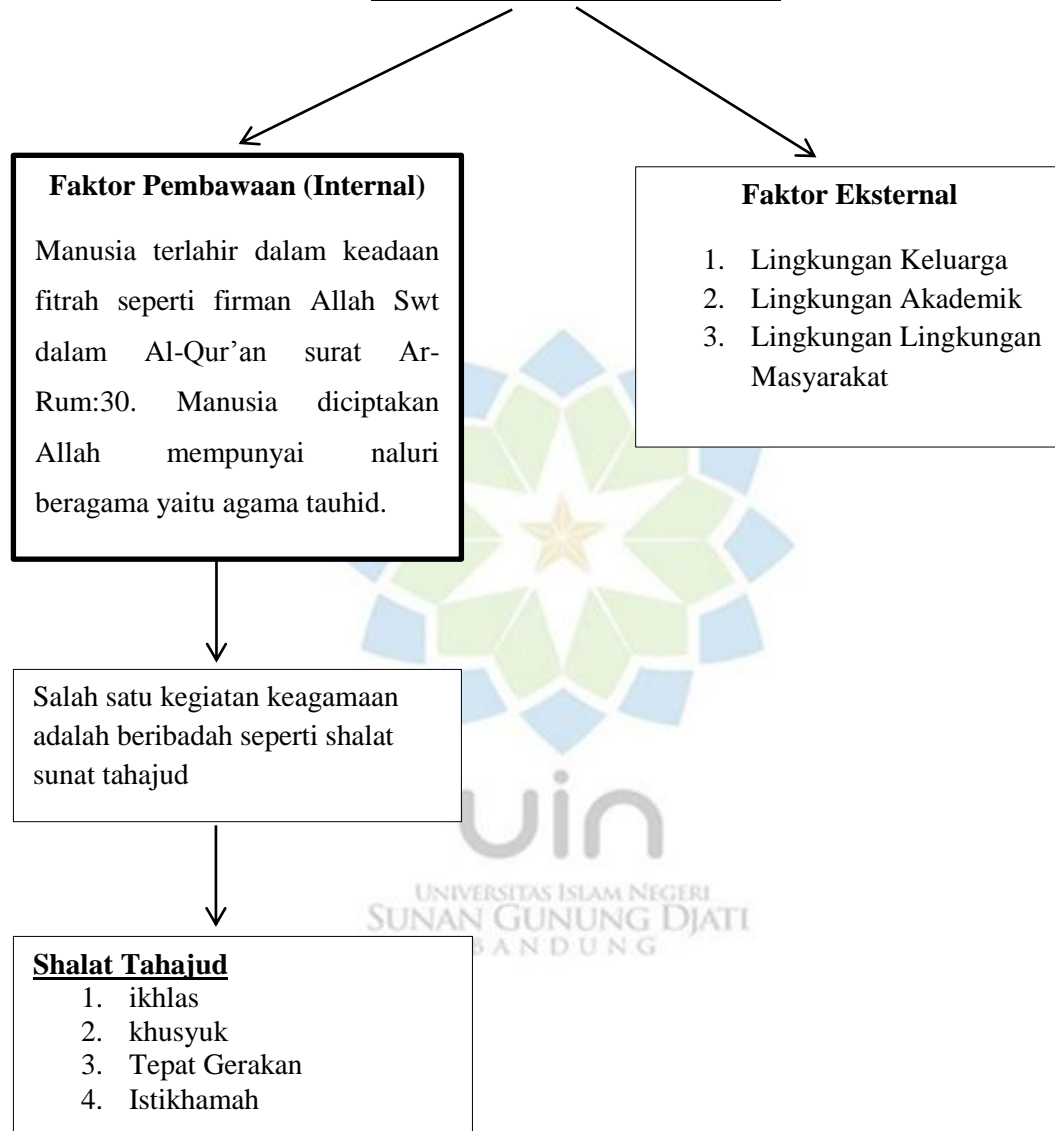 Faktor Pembawaan (Internal)
Manusia terlahir dalam keadaan
fitrah seperti firman Allah Swt
dalam Al-Qur’an surat Ar-
Rum:30. Manusia diciptakan
Allah mempunyai naluri
beragama yaitu agama tauhid.
Faktor Eksternal
1. Lingkungan Keluarga
2. Lingkungan Akademik
3. Lingkungan Lingkungan
Masyarakat
Salah satu kegiatan keagamaan
adalah beribadah seperti shalat
sunat tahajud
uin
UNIVERSITAS ISLAM NEGERI
SUNAN GUNUNG DJATI
BANDUNG
Shalat Tahajud
1. ikhlas
2. khusyuk
3. Tepat Gerakan
4. Istikhamah